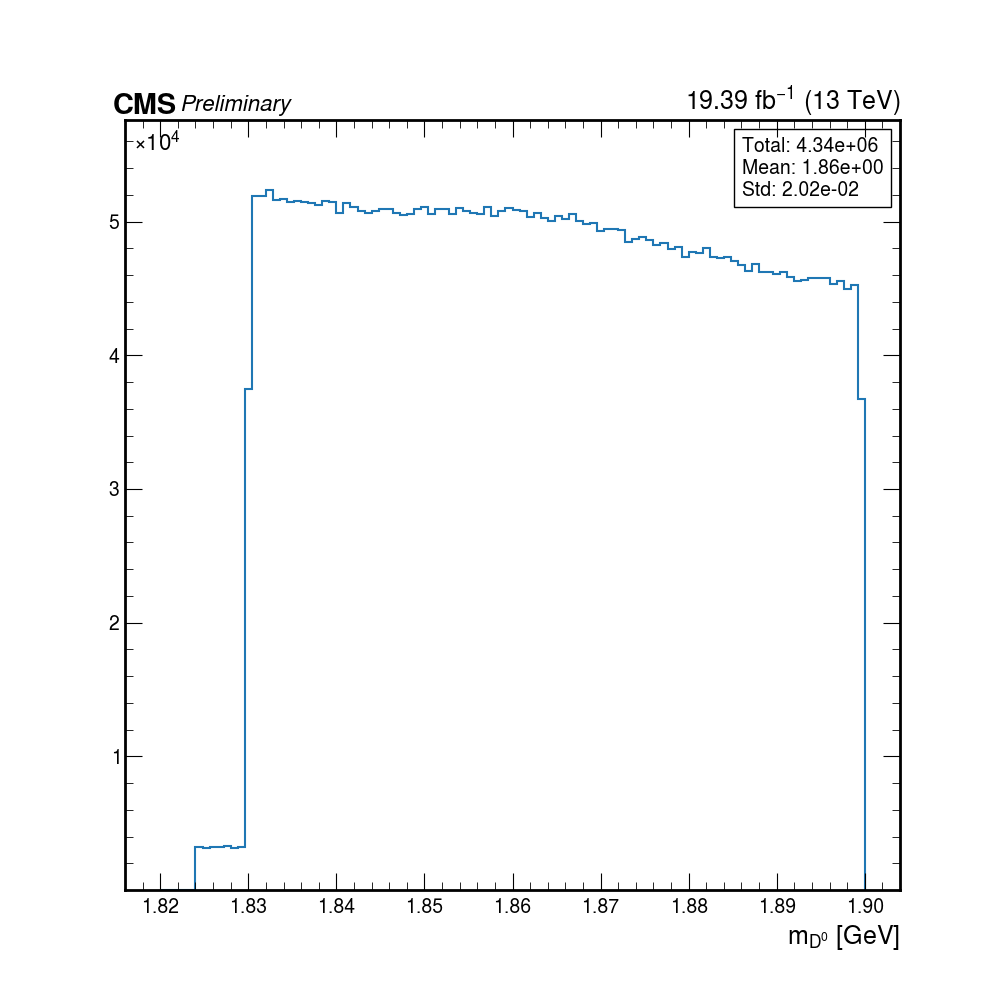 CMS Preliminary
19.39 fb⁻¹ (13 TeV)
×10⁴
Total: 4.34e+06
Mean: 1.86e+00
Std: 2.02e-02
5
4
3
2
1
1.82 1.83 1.84 1.85 1.86 1.87 1.88 1.89 1.90
m_D⁰ [GeV]